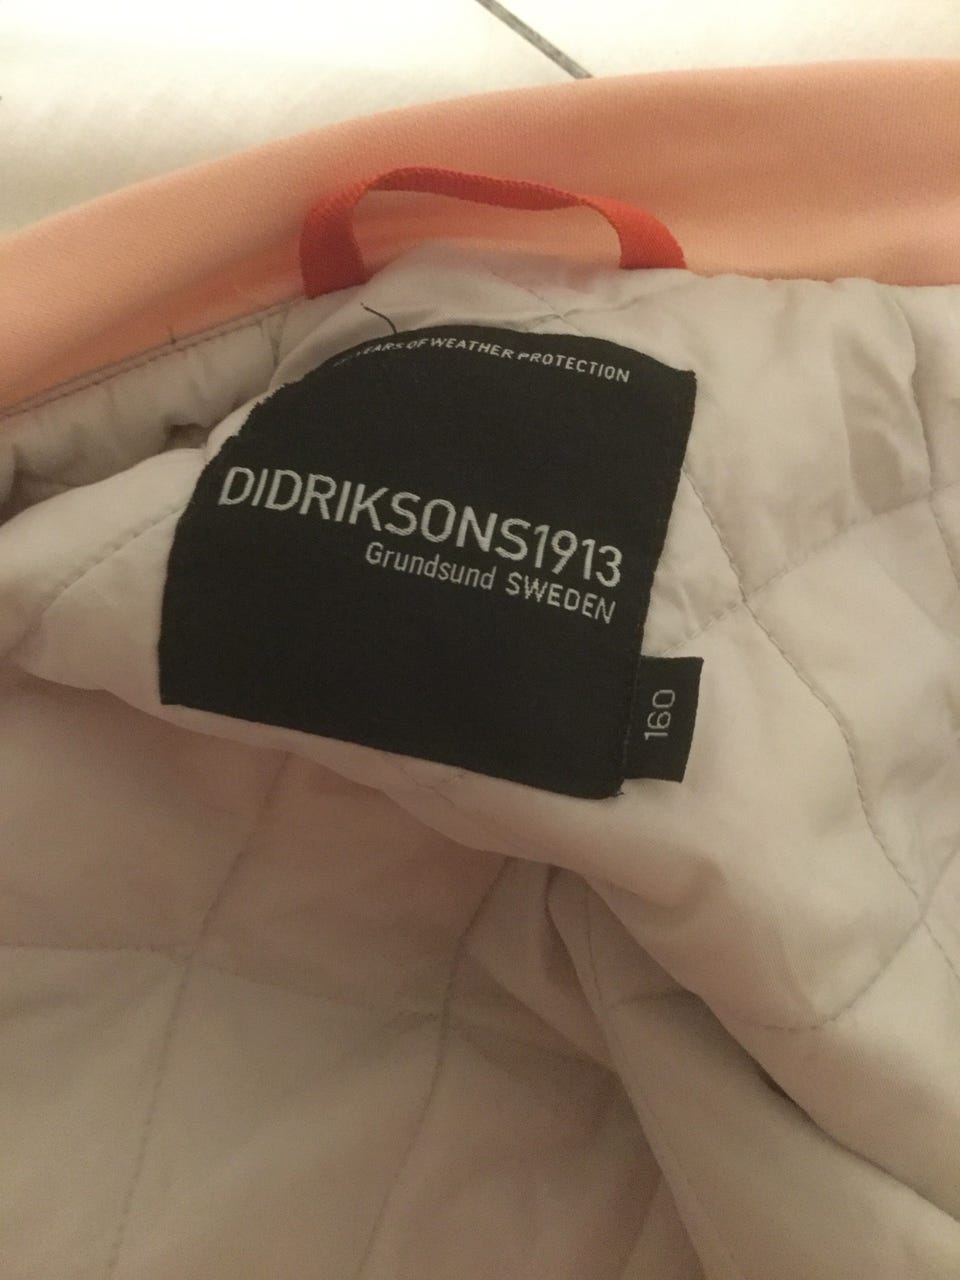 YEARS OF WEATHER PROTECTION
DIDRIKSONS1913
Grundsund SWEDEN
160